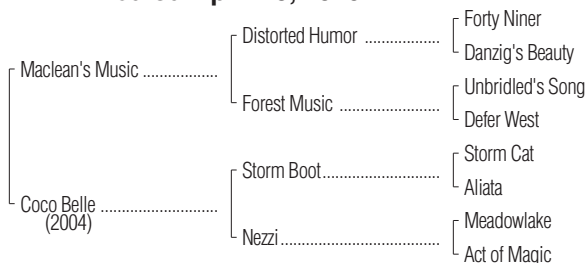 Forty Niner
Distorted Humor ....................
Danzig's Beauty
Maclean's Music ....................
Unbridled's Song
Forest Music ........................
Defer West
Storm Cat
Storm Boot...............................
Aliata
Coco Belle ................................
(2004)
Meadowlake
Nezzi..........................................
Act of Magic